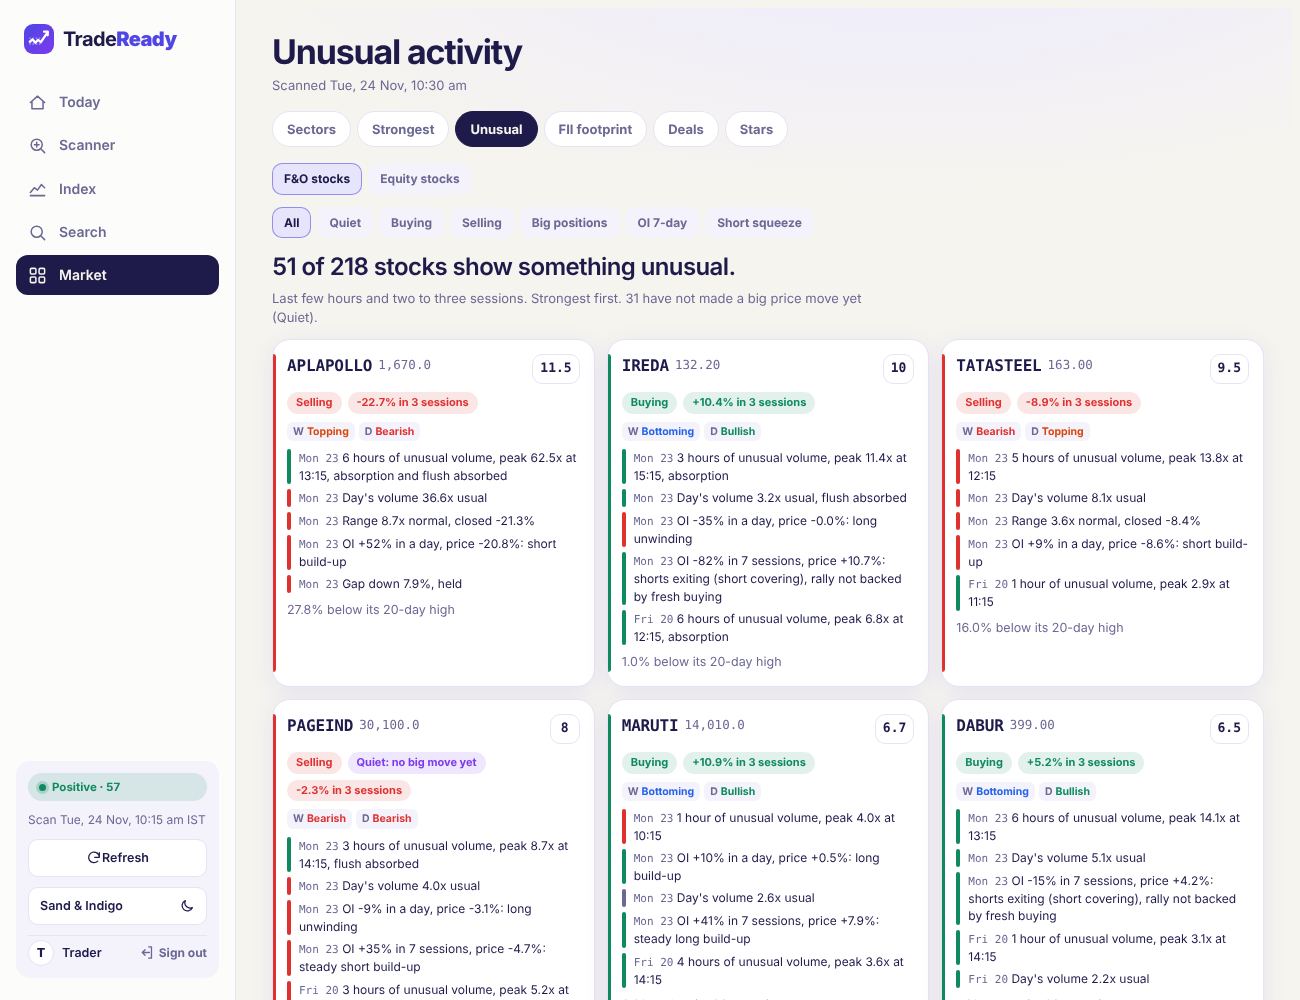 TradeReady
Today
Scanner
Index
Search
Market
Positive · 57
Scan Tue, 24 Nov, 10:15 am IST
Refresh
Sand & Indigo
T Trader Sign out
Unusual activity
Scanned Tue, 24 Nov, 10:30 am
Sectors Strongest Unusual FII footprint Deals Stars
F&O stocks Equity stocks
All Quiet Buying Selling Big positions OI 7-day Short squeeze
51 of 218 stocks show something unusual.
Last few hours and two to three sessions. Strongest first. 31 have not made a big price move yet
(Quiet).
APLAPOLLO 1,670.0 11.5
Selling -22.7% in 3 sessions
W Topping D Bearish
Mon 23 6 hours of unusual volume, peak 62.5x at
13:15, absorption and flush absorbed
Mon 23 Day's volume 36.6x usual
Mon 23 Range 8.7x normal, closed -21.3%
Mon 23 OI +52% in a day, price -20.8%: short
build-up
Mon 23 Gap down 7.9%, held
27.8% below its 20-day high
IREDA 132.20 10
Buying +10.4% in 3 sessions
W Bottoming D Bullish
Mon 23 3 hours of unusual volume, peak 11.4x at
15:15, absorption
Mon 23 Day's volume 3.2x usual, flush absorbed
Mon 23 OI -35% in a day, price -0.0%: long
unwinding
Mon 23 OI -82% in 7 sessions, price +10.7%:
shorts exiting (short covering), rally not backed
by fresh buying
Fri 20 6 hours of unusual volume, peak 6.8x at
12:15, absorption
1.0% below its 20-day high
TATASTEEL 163.00 9.5
Selling -8.9% in 3 sessions
W Bearish D Topping
Mon 23 5 hours of unusual volume, peak 13.8x at
12:15
Mon 23 Day's volume 8.1x usual
Mon 23 Range 3.6x normal, closed -8.4%
Mon 23 OI +9% in a day, price -8.6%: short build-
up
Fri 20 1 hour of unusual volume, peak 2.9x at
11:15
16.0% below its 20-day high
PAGEIND 30,100.0 8
Selling Quiet: no big move yet
-2.3% in 3 sessions
W Bearish D Bearish
Mon 23 3 hours of unusual volume, peak 8.7x at
14:15, flush absorbed
Mon 23 Day's volume 4.0x usual
Mon 23 OI -9% in a day, price -3.1%: long
unwinding
Mon 23 OI +35% in 7 sessions, price -4.7%:
steady short build-up
Fri 20 3 hours of unusual volume, peak 5.2x at
MARUTI 14,010.0 6.7
Buying +10.9% in 3 sessions
W Bottoming D Bullish
Mon 23 1 hour of unusual volume, peak 4.0x at
10:15
Mon 23 OI +10% in a day, price +0.5%: long
build-up
Mon 23 Day's volume 2.6x usual
Mon 23 OI +41% in 7 sessions, price +7.9%:
steady long build-up
Fri 20 4 hours of unusual volume, peak 3.6x at
14:15
DABUR 399.00 6.5
Buying +5.2% in 3 sessions
W Bottoming D Bullish
Mon 23 6 hours of unusual volume, peak 14.1x at
13:15
Mon 23 Day's volume 5.1x usual
Mon 23 OI -15% in 7 sessions, price +4.2%:
shorts exiting (short covering), rally not backed
by fresh buying
Fri 20 1 hour of unusual volume, peak 3.1x at
14:15
Fri 20 Day's volume 2.2x usual